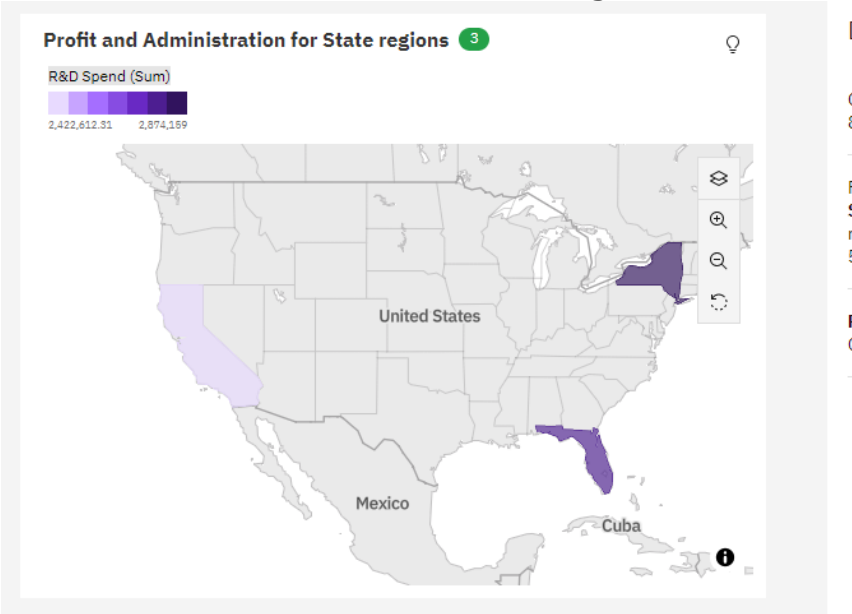 Profit and Administration for State regions 3
R&D Spend (Sum)
2,422,612.31 2,874,159
United States
Mexico
Cuba